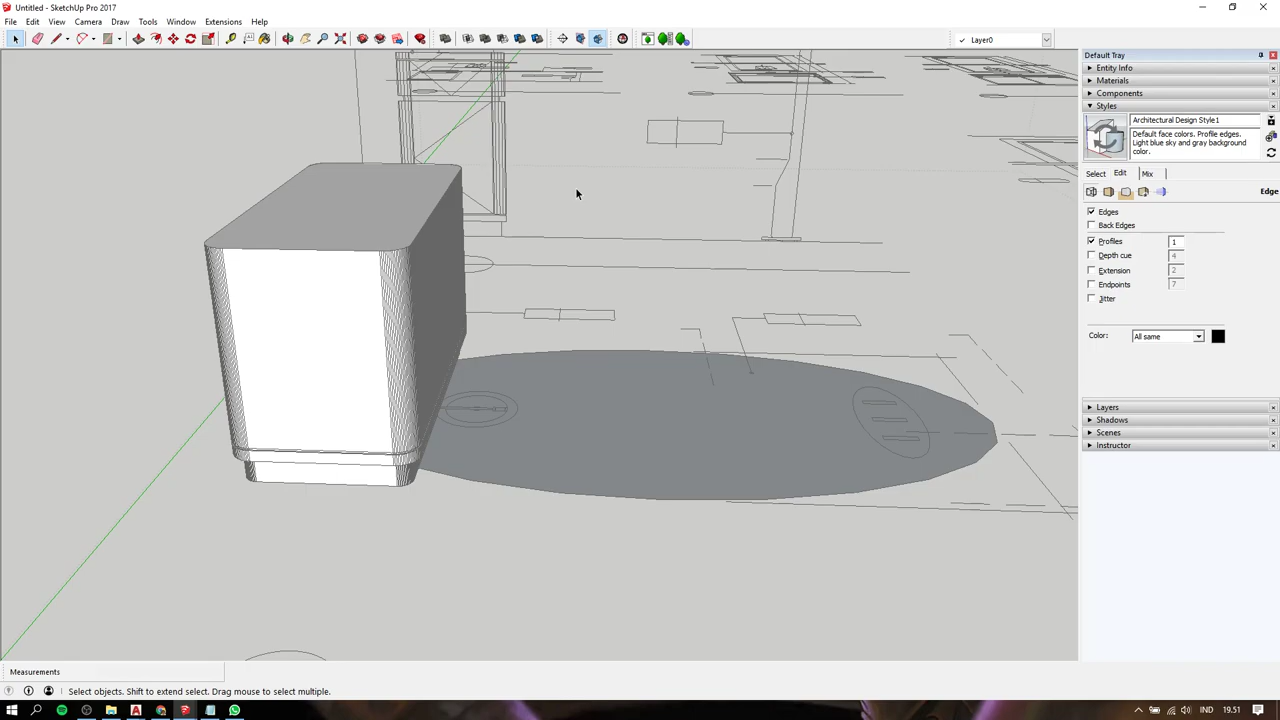 Untitled - SketchUp Pro 2017
File Edit View Camera Draw Tools Window Extensions Help
Layer0
Default Tray
Entity Info
Materials
Components
Styles
Architectural Design Style1
Default face colors. Profile edges.
Light blue sky and gray background
color.
Select Edit Mix
Edge
Edges
Back Edges
Profiles 1
Depth cue 4
Extension 2
Endpoints 7
Jitter
Color: All same
Layers
Shadows
Scenes
Instructor
Measurements
Select objects. Shift to extend select. Drag mouse to select multiple.
IND 19.51